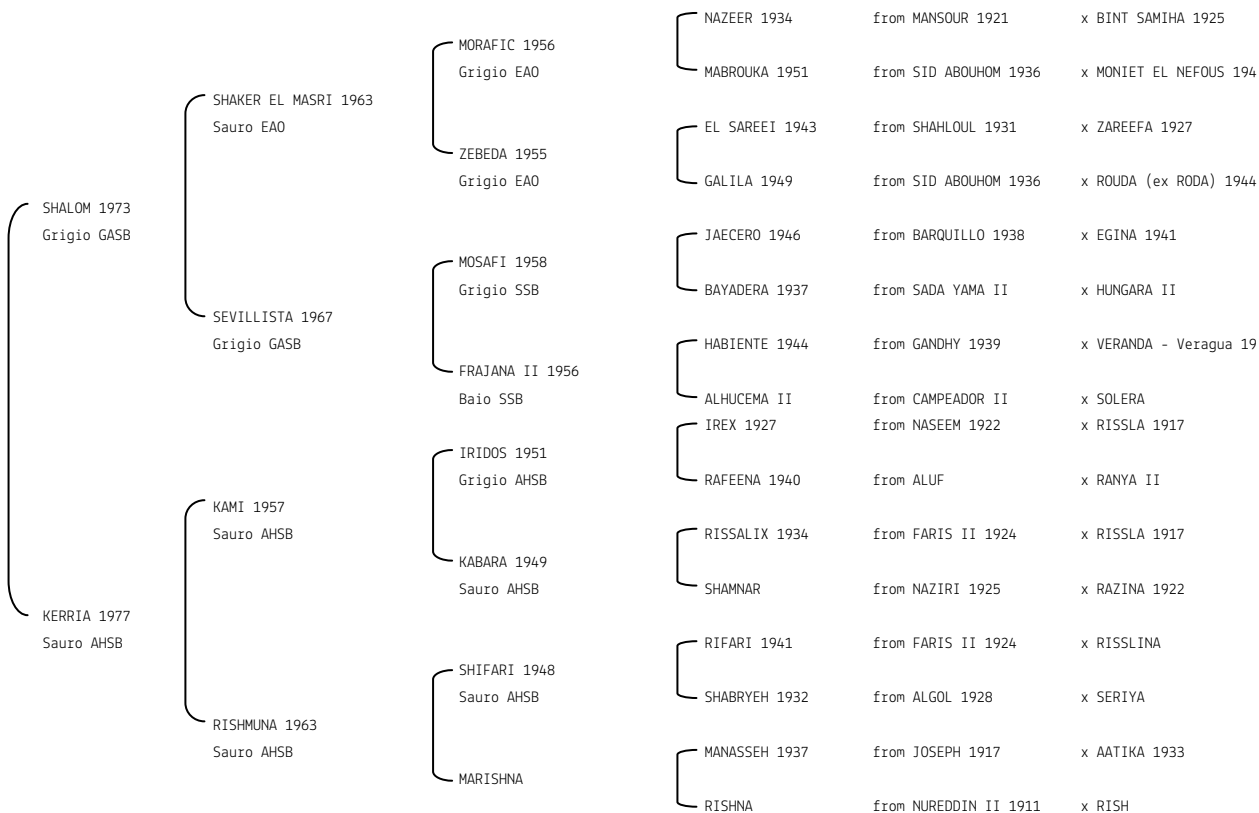 NAZEER 1934 from MANSOUR 1921 x BINT SAMIHA 1925
MORAFIC 1956
Grigio EAO
MABROUKA 1951 from SID ABOUHOM 1936 x MONIET EL NEFOUS 194
SHAKER EL MASRI 1963
Sauro EAO
EL SAREEI 1943 from SHAHLOUL 1931 x ZAREEFA 1927
ZEBEDA 1955
Grigio EAO
GALILA 1949 from SID ABOUHOM 1936 x ROUDA (ex RODA) 1944
SHALOM 1973
Grigio GASB
JAECERO 1946 from BARQUILLO 1938 x EGINA 1941
MOSAFI 1958
Grigio SSB
BAYADERA 1937 from SADA YAMA II x HUNGARA II
SEVILLISTA 1967
Grigio GASB
HABIENTE 1944 from GANDHY 1939 x VERANDA - Veragua 19
FRAJANA II 1956
Baio SSB
ALHUCEMA II from CAMPEADOR II x SOLERA
IREX 1927 from NASEEM 1922 x RISSLA 1917
IRIDOS 1951
Grigio AHSB
RAFEENA 1940 from ALUF x RANYA II
KAMI 1957
Sauro AHSB
RISSALIX 1934 from FARIS II 1924 x RISSLA 1917
KABARA 1949
Sauro AHSB
SHAMNAR from NAZIRI 1925 x RAZINA 1922
KERRIA 1977
Sauro AHSB
RIFARI 1941 from FARIS II 1924 x RISSLINA
SHIFARI 1948
Sauro AHSB
SHABRYEH 1932 from ALGOL 1928 x SERIYA
RISHMUNA 1963
Sauro AHSB
MANASSEH 1937 from JOSEPH 1917 x AATIKA 1933
MARISHNA
RISHNA from NUREDDIN II 1911 x RISH